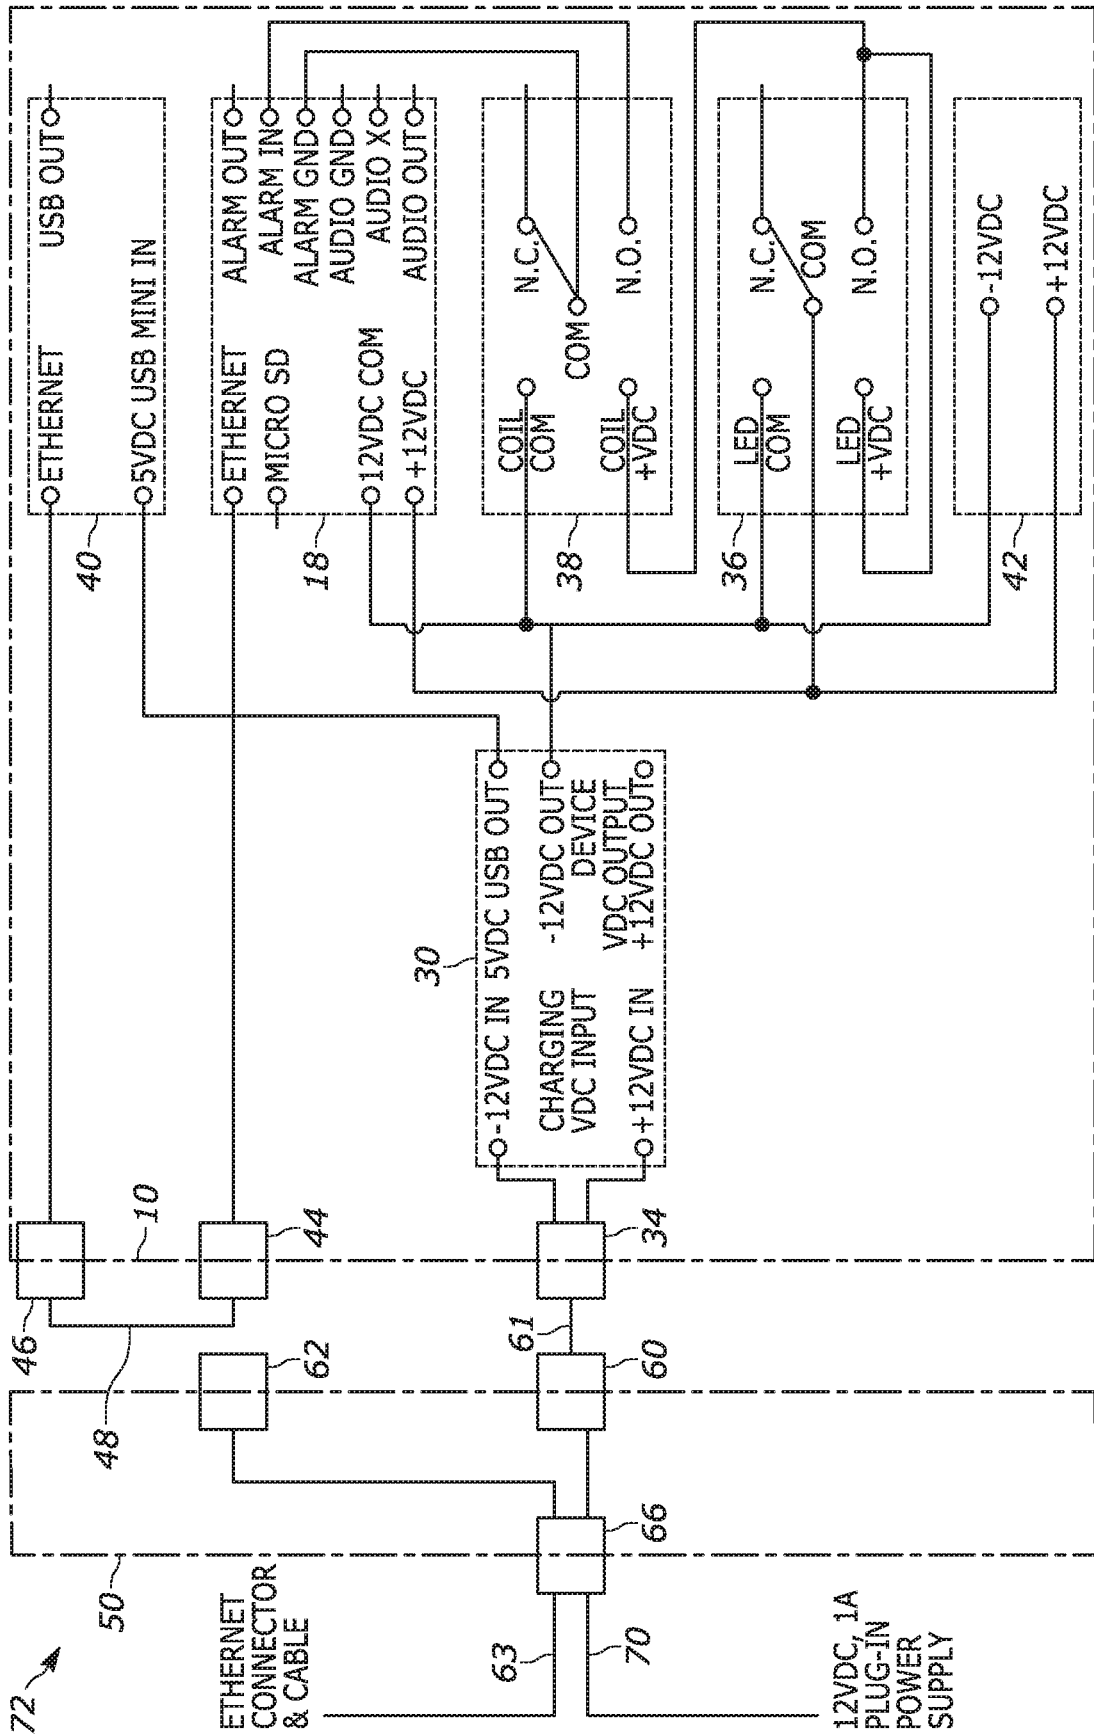 72
ETHERNET
CONNECTOR
& CABLE
63
70
12VDC, 1A
PLUG-IN
POWER
SUPPLY
50
66
48
62
60
61
46
10
44
34
30
-12VDC IN
5VDC USB OUT
CHARGING
VDC INPUT
-12VDC OUT
DEVICE
VDC OUTPUT
+12VDC IN
+12VDC OUT
40
ETHERNET
USB OUT
5VDC USB MINI IN
18
ETHERNET
MICRO SD
12VDC COM
+12VDC
ALARM OUT
ALARM IN
ALARM GND
AUDIO GND
AUDIO X
AUDIO OUT
38
COIL
COM
COIL
+VDC
N.C.
COM
N.O.
36
LED
COM
LED
+VDC
N.C.
COM
N.O.
42
-12VDC
+12VDC